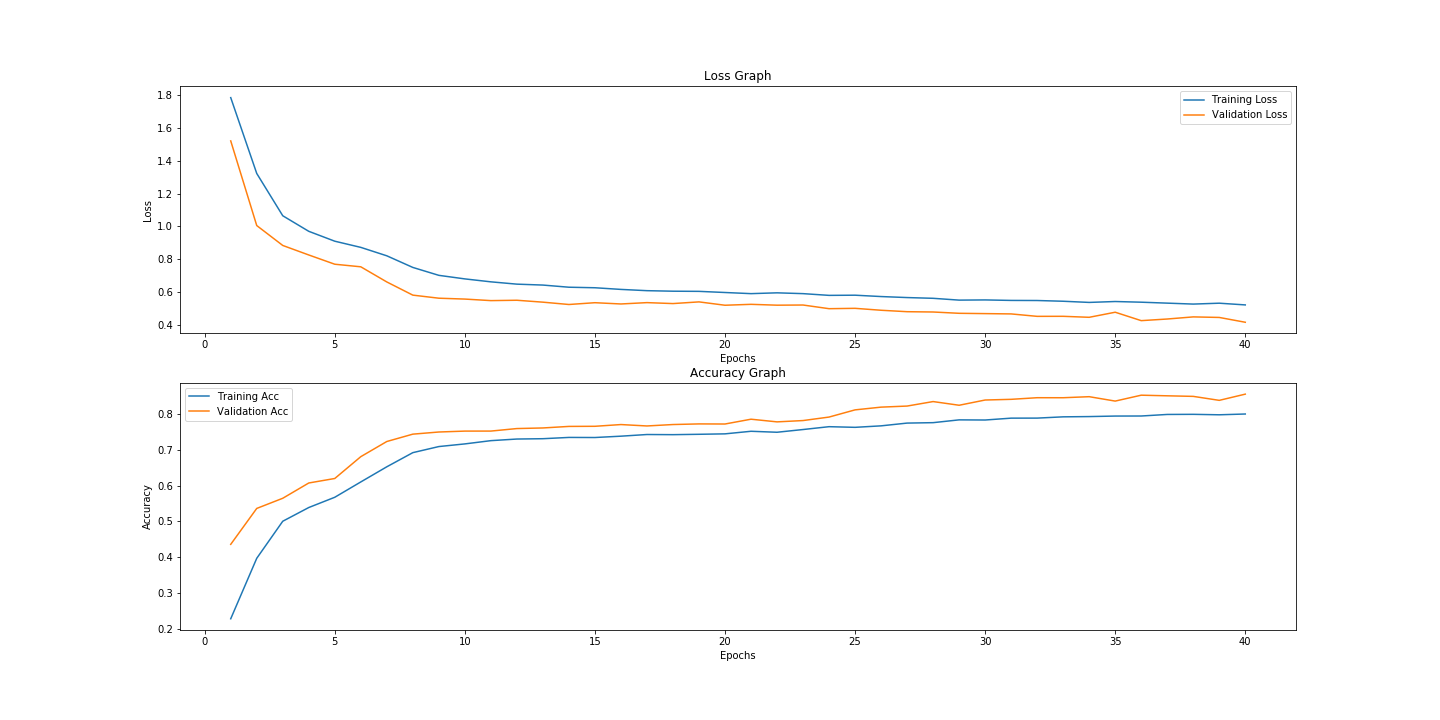 Loss Graph
1.8
1.6
1.4
1.2
1.0
0.8
0.6
0.4
Loss
Training Loss
Validation Loss
0 5 10 15 20 25 30 35 40
Epochs
Accuracy Graph
0.8
0.7
0.6
0.5
0.4
0.3
0.2
Accuracy
Training Acc
Validation Acc
0 5 10 15 20 25 30 35 40
Epochs